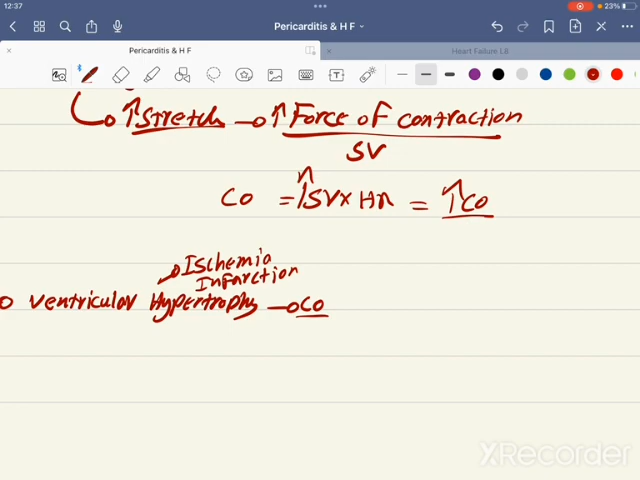 12:37
23%
Pericarditis & H F
Pericarditis & H F
Heart Failure L8
↑ Stretch → ↑ Force of contraction
SV
CO = ↑SV x HR = ↑CO
Ischemia
Infarction
Ventricular Hypertrophy → CO
XRecorder